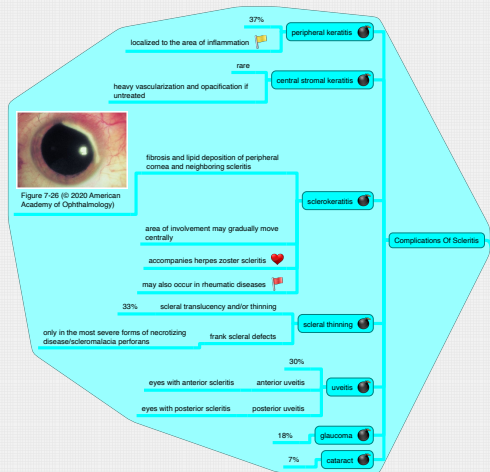 37%
peripheral keratitis
localized to the area of inflammation
rare
central stromal keratitis
heavy vascularization and opacification if
untreated
fibrosis and lipid deposition of peripheral
cornea and neighboring scleritis
Figure 7-26 (© 2020 American
Academy of Ophthalmology)
sclerokeratitis
area of involvement may gradually move
centrally
accompanies herpes zoster scleritis
may also occur in rheumatic diseases
Complications Of Scleritis
33%
scleral translucency and/or thinning
scleral thinning
only in the most severe forms of necrotizing
disease/scleromalacia perforans
frank scleral defects
30%
uveitis
eyes with anterior scleritis
anterior uveitis
eyes with posterior scleritis
posterior uveitis
18%
glaucoma
7%
cataract